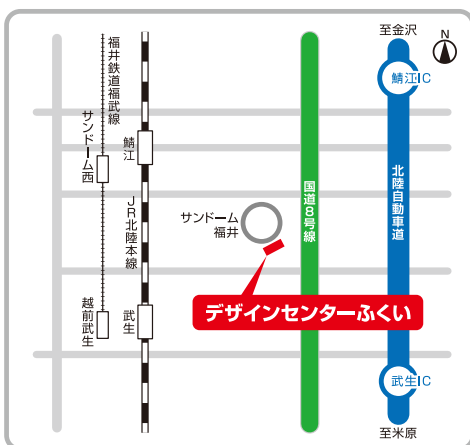 至金沢
N
鯖江IC
福井鉄道福武線
サンドーム西
鯖江
JR北陸本線
サンドーム
福井
国道8号線
北陸自動車道
デザインセンターふくい
越前武生
武生
武生IC
至米原